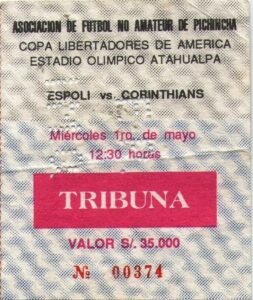 ASOCIACION DE FUTBOL NO AMATEUR DE PICHINCHA
COPA LIBERTADORES DE AMERICA
ESTADIO OLIMPICO ATAHUALPA
ESPOLI vs. CORINTHIANS
Miércoles 1ro. de mayo
12:30 horas
TRIBUNA
VALOR S/. 35.000
№ 00374